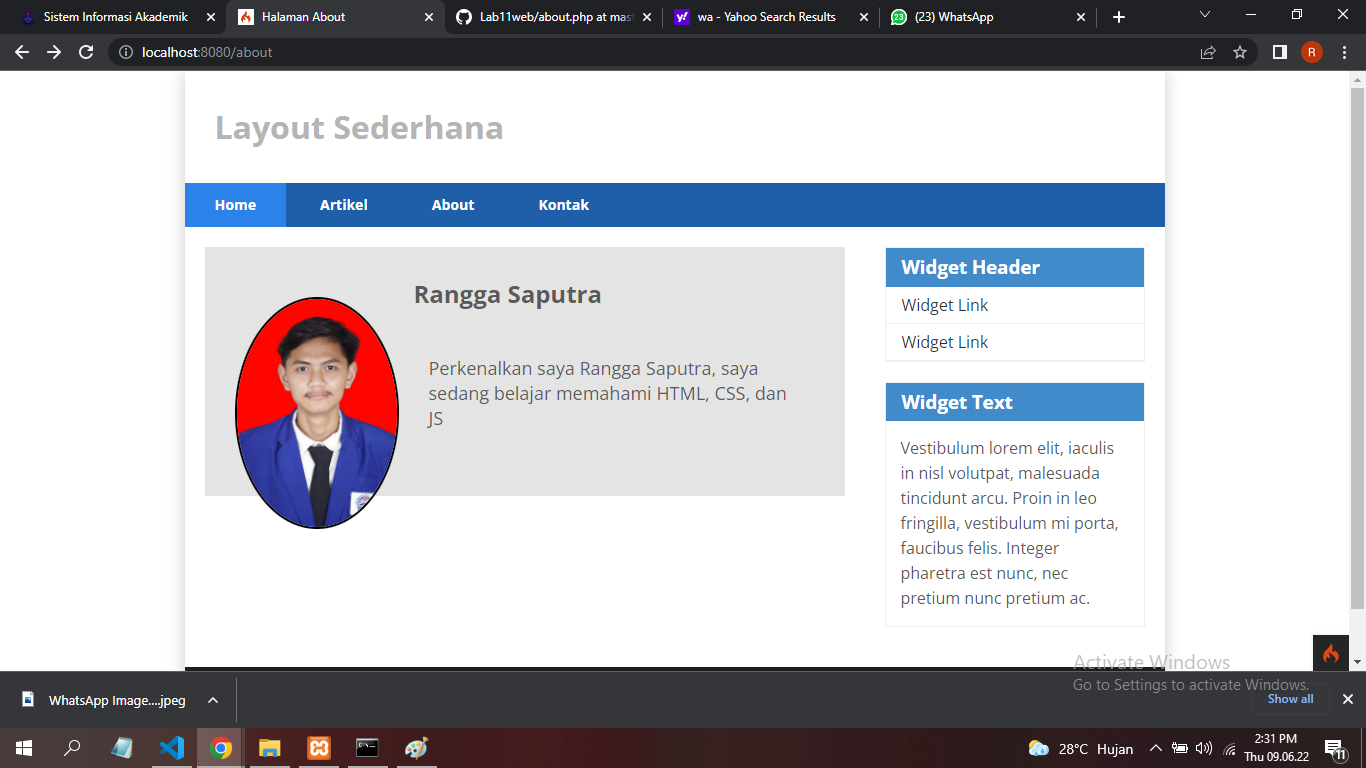 Sistem Informasi Akademik
Halaman About
Lab11web/about.php at mast
wa - Yahoo Search Results
23
(23) WhatsApp
localhost:8080/about
R
Layout Sederhana
Home Artikel About Kontak
Rangga Saputra
Perkenalkan saya Rangga Saputra, saya
sedang belajar memahami HTML, CSS, dan
JS
Widget Header
Widget Link
Widget Link
Widget Text
Vestibulum lorem elit, iaculis
in nisl volutpat, malesuada
tincidunt arcu. Proin in leo
fringilla, vestibulum mi porta,
faucibus felis. Integer
pharetra est nunc, nec
pretium nunc pretium ac.
Activate Windows
Go to Settings to activate Windows.
WhatsApp Image....jpeg
Show all
28°C Hujan
2:31 PM
Thu 09.06.22
11